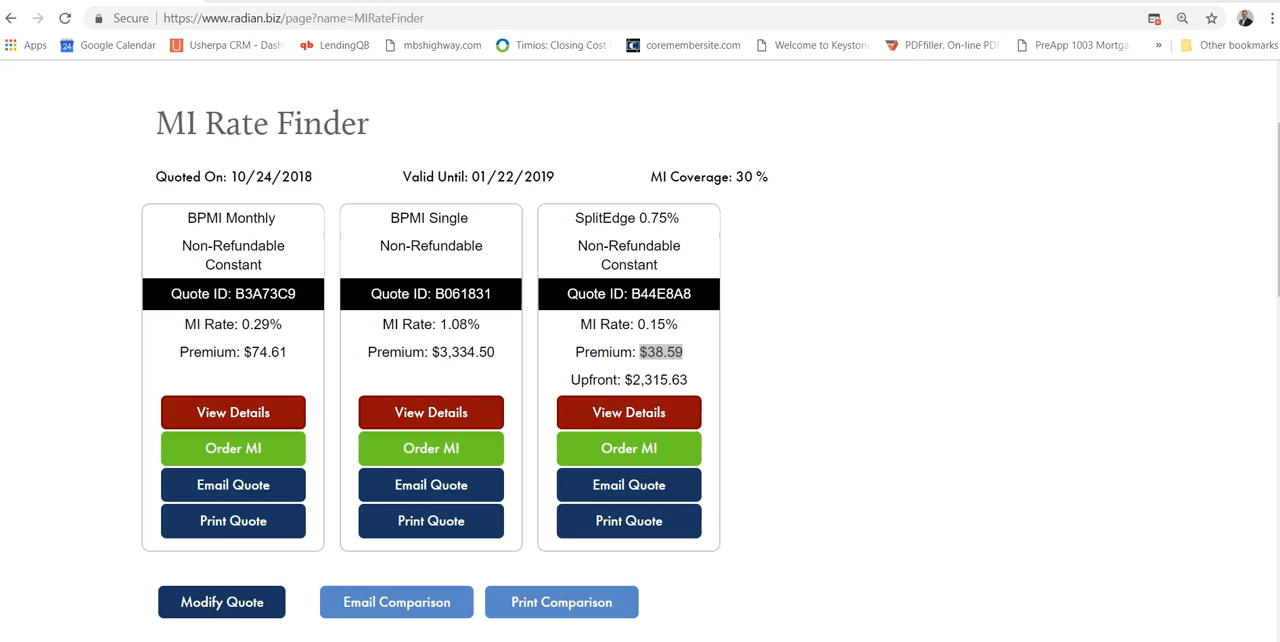 Secure | https://www.radian.biz/page?name=MIRateFinder
Apps
24 Google Calendar
Usherpa CRM - Dash
qb LendingQB
mbshighway.com
Timios: Closing Cost
coremembersite.com
Welcome to Keystone
PDFfiller. On-line PDF
PreApp 1003 Mortga
»
Other bookmarks
MI Rate Finder
Quoted On: 10/24/2018
Valid Until: 01/22/2019
MI Coverage: 30 %
BPMI Monthly
Non-Refundable
Constant
Quote ID: B3A73C9
MI Rate: 0.29%
Premium: $74.61
View Details
Order MI
Email Quote
Print Quote
BPMI Single
Non-Refundable
Quote ID: B061831
MI Rate: 1.08%
Premium: $3,334.50
View Details
Order MI
Email Quote
Print Quote
SplitEdge 0.75%
Non-Refundable
Constant
Quote ID: B44E8A8
MI Rate: 0.15%
Premium: $38.59
Upfront: $2,315.63
View Details
Order MI
Email Quote
Print Quote
Modify Quote
Email Comparison
Print Comparison